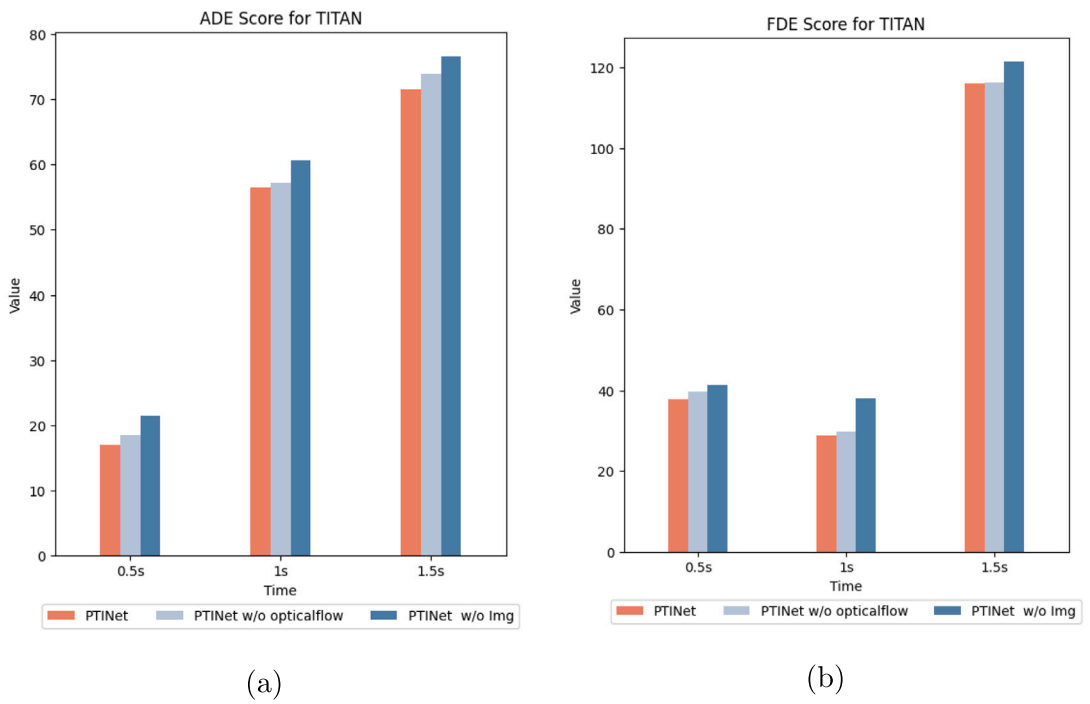 ADE Score for TITAN
80
70
60
50
40
30
20
10
0
Value
0.5s 1s 1.5s
Time
PTINet PTINet w/o opticalflow PTINet w/o Img
(a)
FDE Score for TITAN
120
100
80
60
40
20
0
Value
0.5s 1s 1.5s
Time
PTINet PTINet w/o opticalflow PTINet w/o Img
(b)